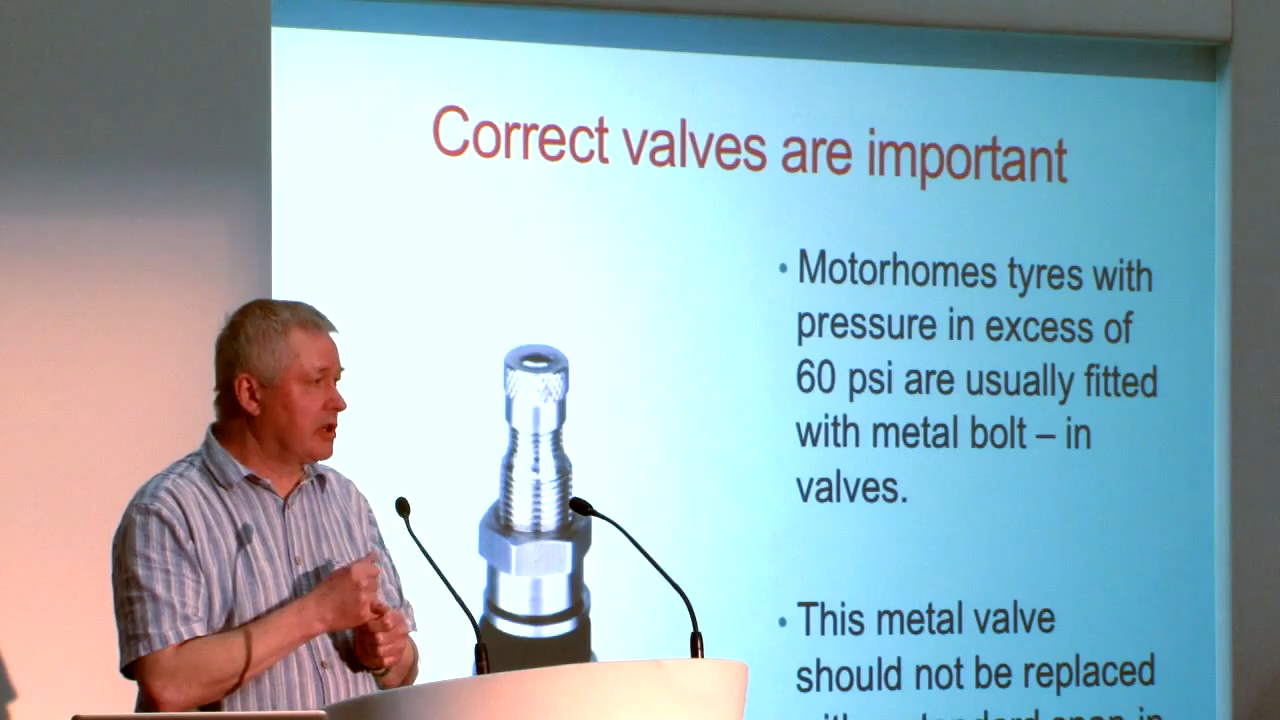 Correct valves are important
• Motorhomes tyres with
pressure in excess of
60 psi are usually fitted
with metal bolt – in
valves.
• This metal valve
should not be replaced